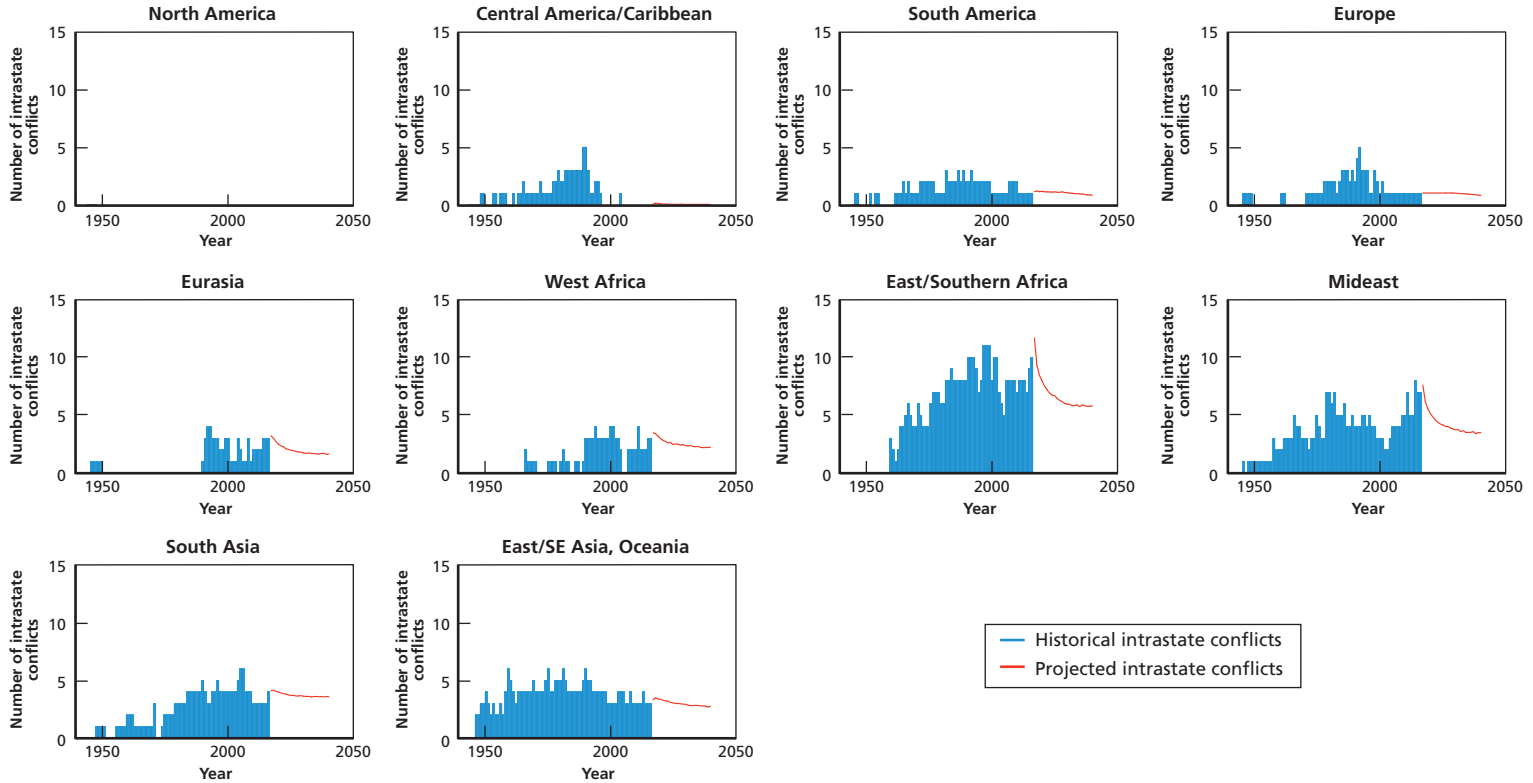 North America
Number of intrastate
conflicts
15
10
5
0
1950
2000
2050
Year
Central America/Caribbean
Number of intrastate
conflicts
15
10
5
0
1950
2000
2050
Year
South America
Number of intrastate
conflicts
15
10
5
0
1950
2000
2050
Year
Europe
Number of intrastate
conflicts
15
10
5
0
1950
2000
2050
Year
Eurasia
Number of intrastate
conflicts
15
10
5
0
1950
2000
2050
Year
West Africa
Number of intrastate
conflicts
15
10
5
0
1950
2000
2050
Year
East/Southern Africa
Number of intrastate
conflicts
15
10
5
0
1950
2000
2050
Year
Mideast
Number of intrastate
conflicts
15
10
5
0
1950
2000
2050
Year
South Asia
Number of intrastate
conflicts
15
10
5
0
1950
2000
2050
Year
East/SE Asia, Oceania
Number of intrastate
conflicts
15
10
5
0
1950
2000
2050
Year
Historical intrastate conflicts
Projected intrastate conflicts